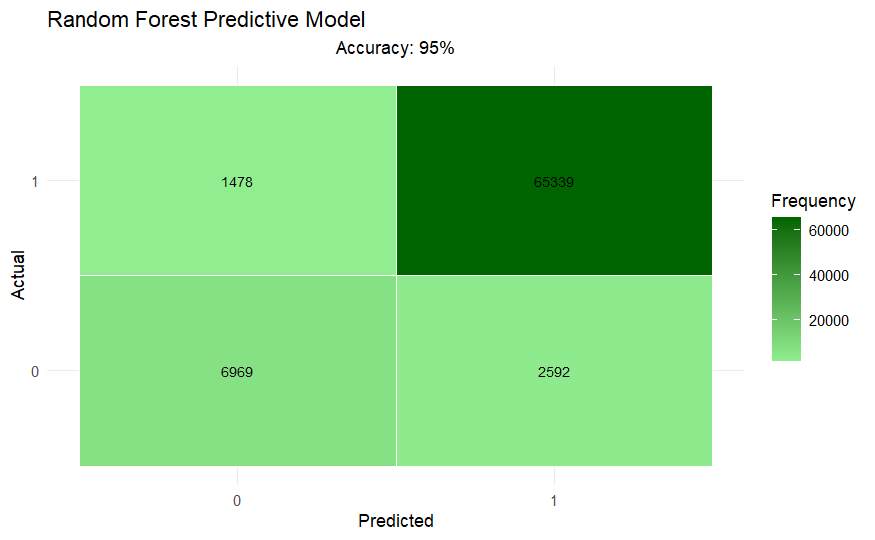 Random Forest Predictive Model
Accuracy: 95%
1
1478
65339
0
6969
2592
0
1
Predicted
Actual
Frequency
60000
40000
20000